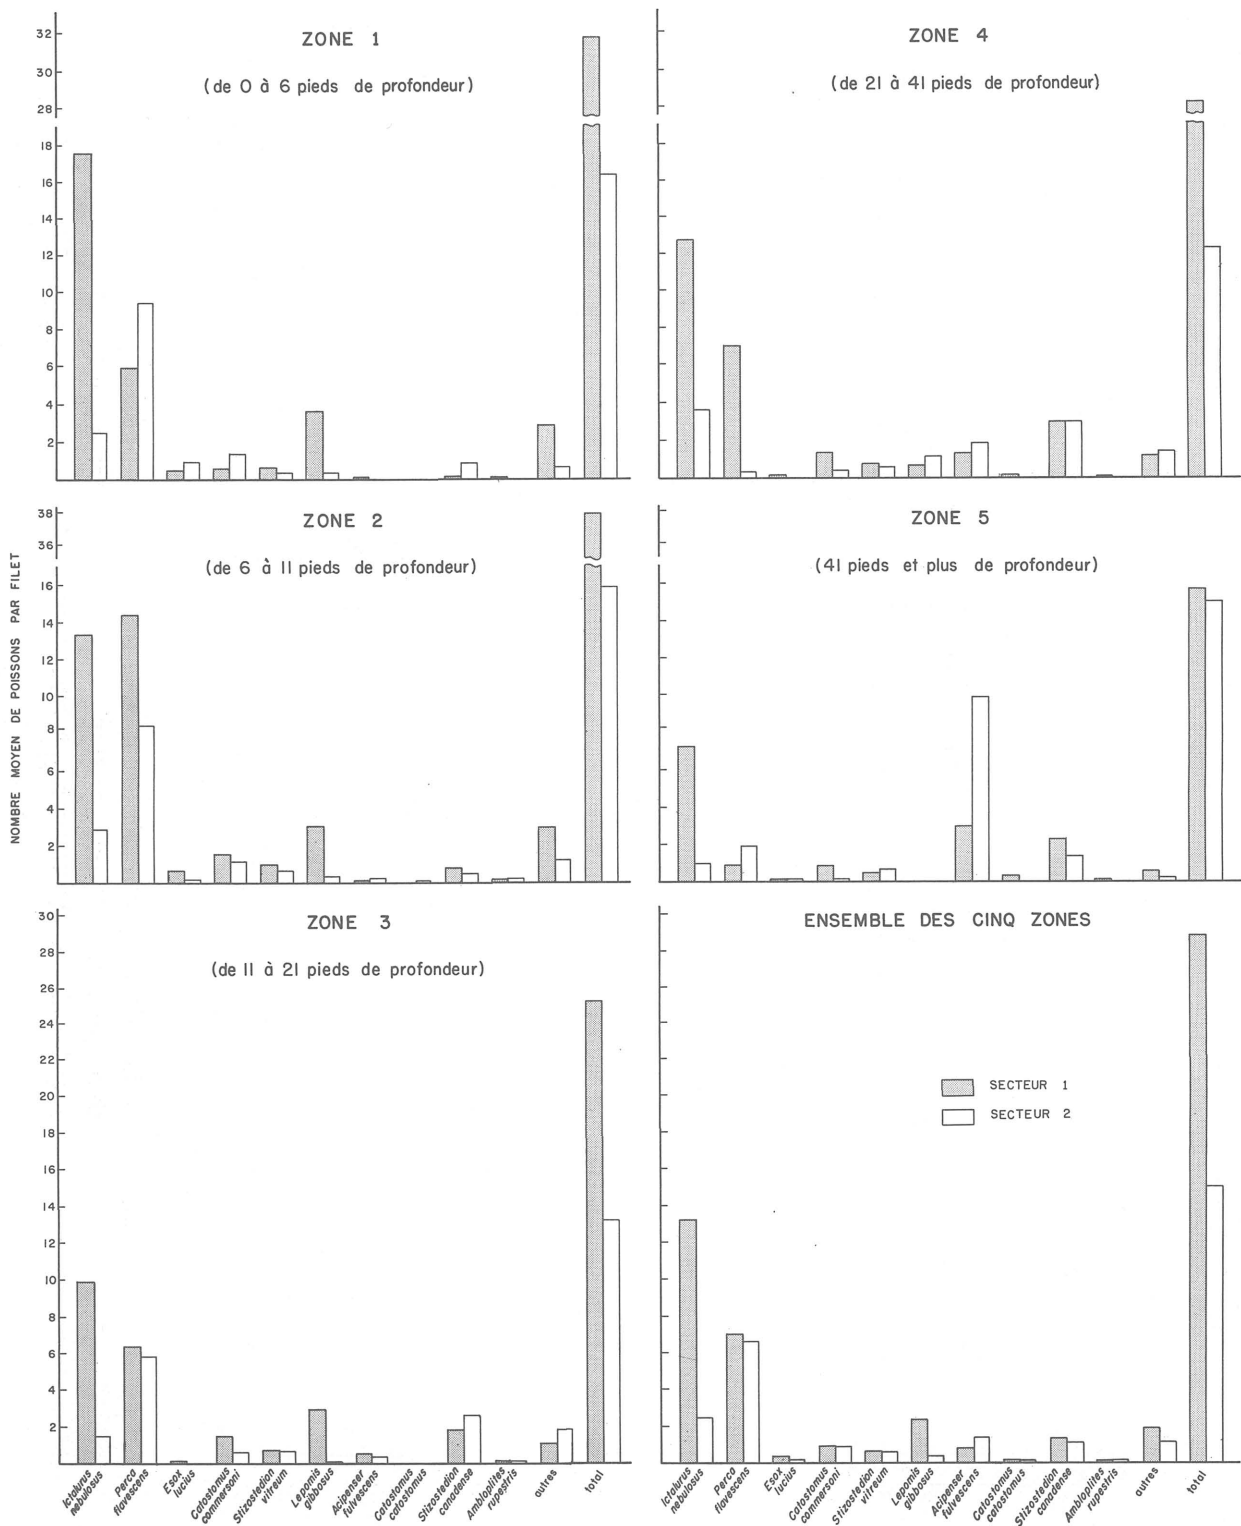 ZONE 1
(de 0 à 6 pieds de profondeur)
32
30
28
18
16
14
12
10
8
6
4
2
ZONE 4
(de 21 à 41 pieds de profondeur)
NOMBRE MOYEN DE POISSONS PAR FILET
ZONE 2
(de 6 à 11 pieds de profondeur)
38
36
16
14
12
10
8
6
4
2
ZONE 5
(41 pieds et plus de profondeur)
ZONE 3
(de 11 à 21 pieds de profondeur)
30
28
26
24
22
20
18
16
14
12
10
8
6
4
2
Ictalurus
nebulosus
Perca
flavescens
Esox
lucius
Catostomus
commersoni
Stizostedion
vitreum
Lepomis
gibbosus
Acipenser
fulvescens
Catostomus
catostomus
Stizostedion
canadense
Ambloplites
rupestris
autres
total
ENSEMBLE DES CINQ ZONES
SECTEUR 1
SECTEUR 2
Ictalurus
nebulosus
Perca
flavescens
Esox
lucius
Catostomus
commersoni
Stizostedion
vitreum
Lepomis
gibbosus
Acipenser
fulvescens
Catostomus
catostomus
Stizostedion
canadense
Ambloplites
rupestris
autres
total